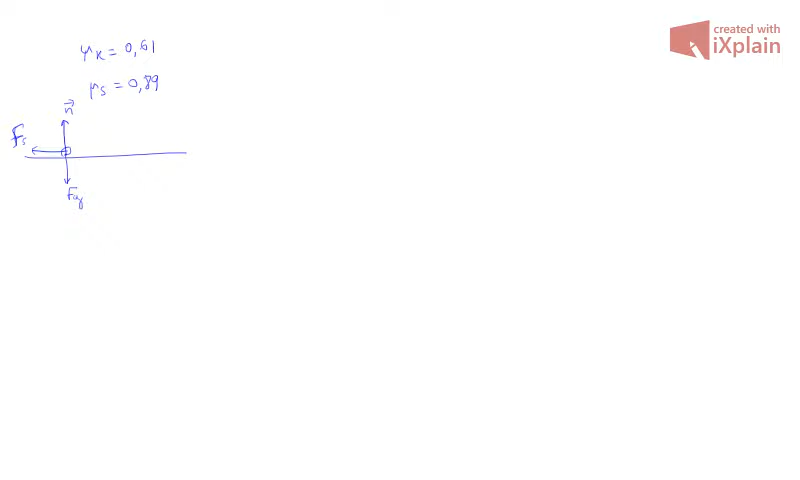 created with
iXplain
μk = 0,61
μs = 0,89
n
Fs
Fg